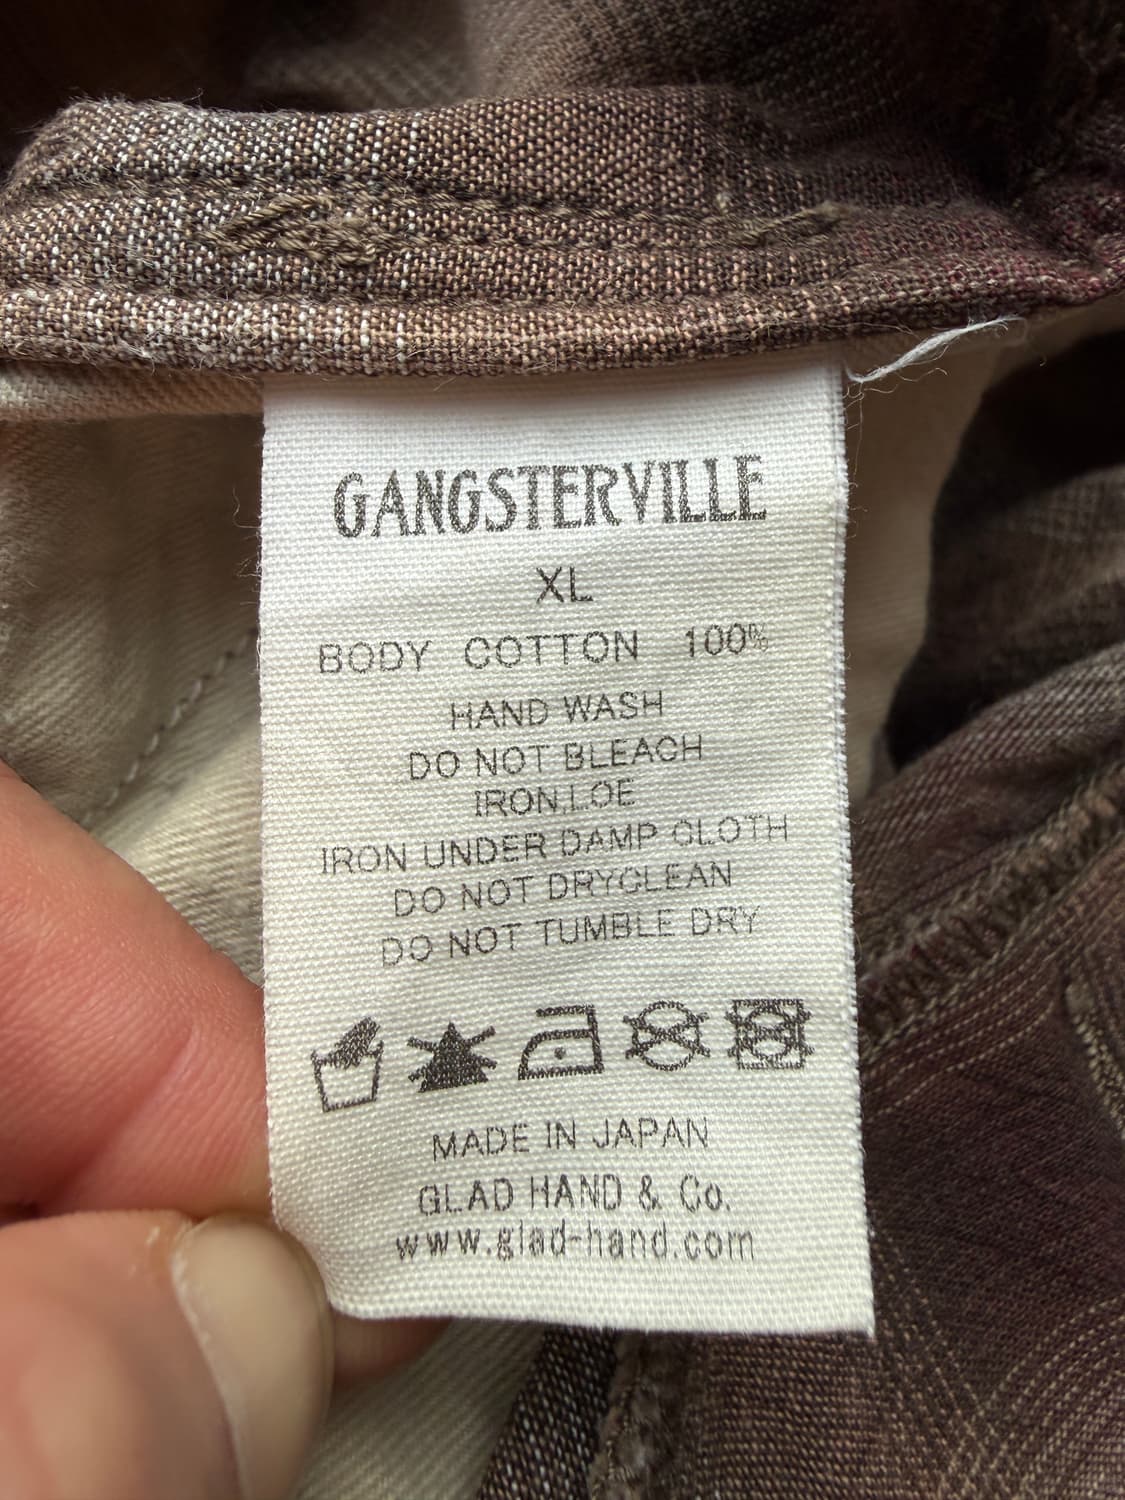 GANGSTERVILLE
XL
BODY COTTON 100%
HAND WASH
DO NOT BLEACH
IRON,LOE
IRON UNDER DAMP CLOTH
DO NOT DRYCLEAN
DO NOT TUMBLE DRY
MADE IN JAPAN
GLAD HAND & Co.
www.glad-hand.com